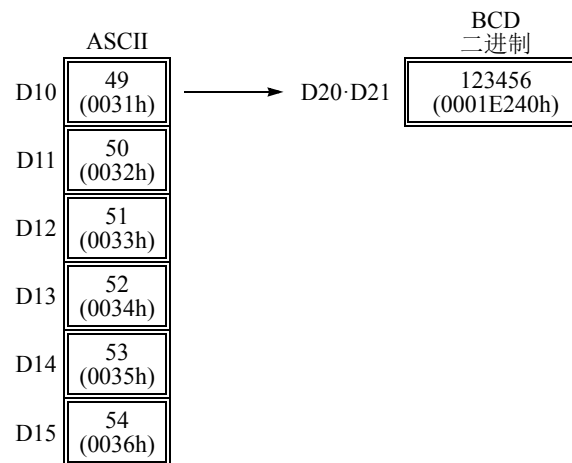 BCD
ASCII 二进制
D10 49 (0031h) D20·D21 123456 (0001E240h)
D11 50 (0032h)
D12 51 (0033h)
D13 52 (0034h)
D14 53 (0035h)
D15 54 (0036h)